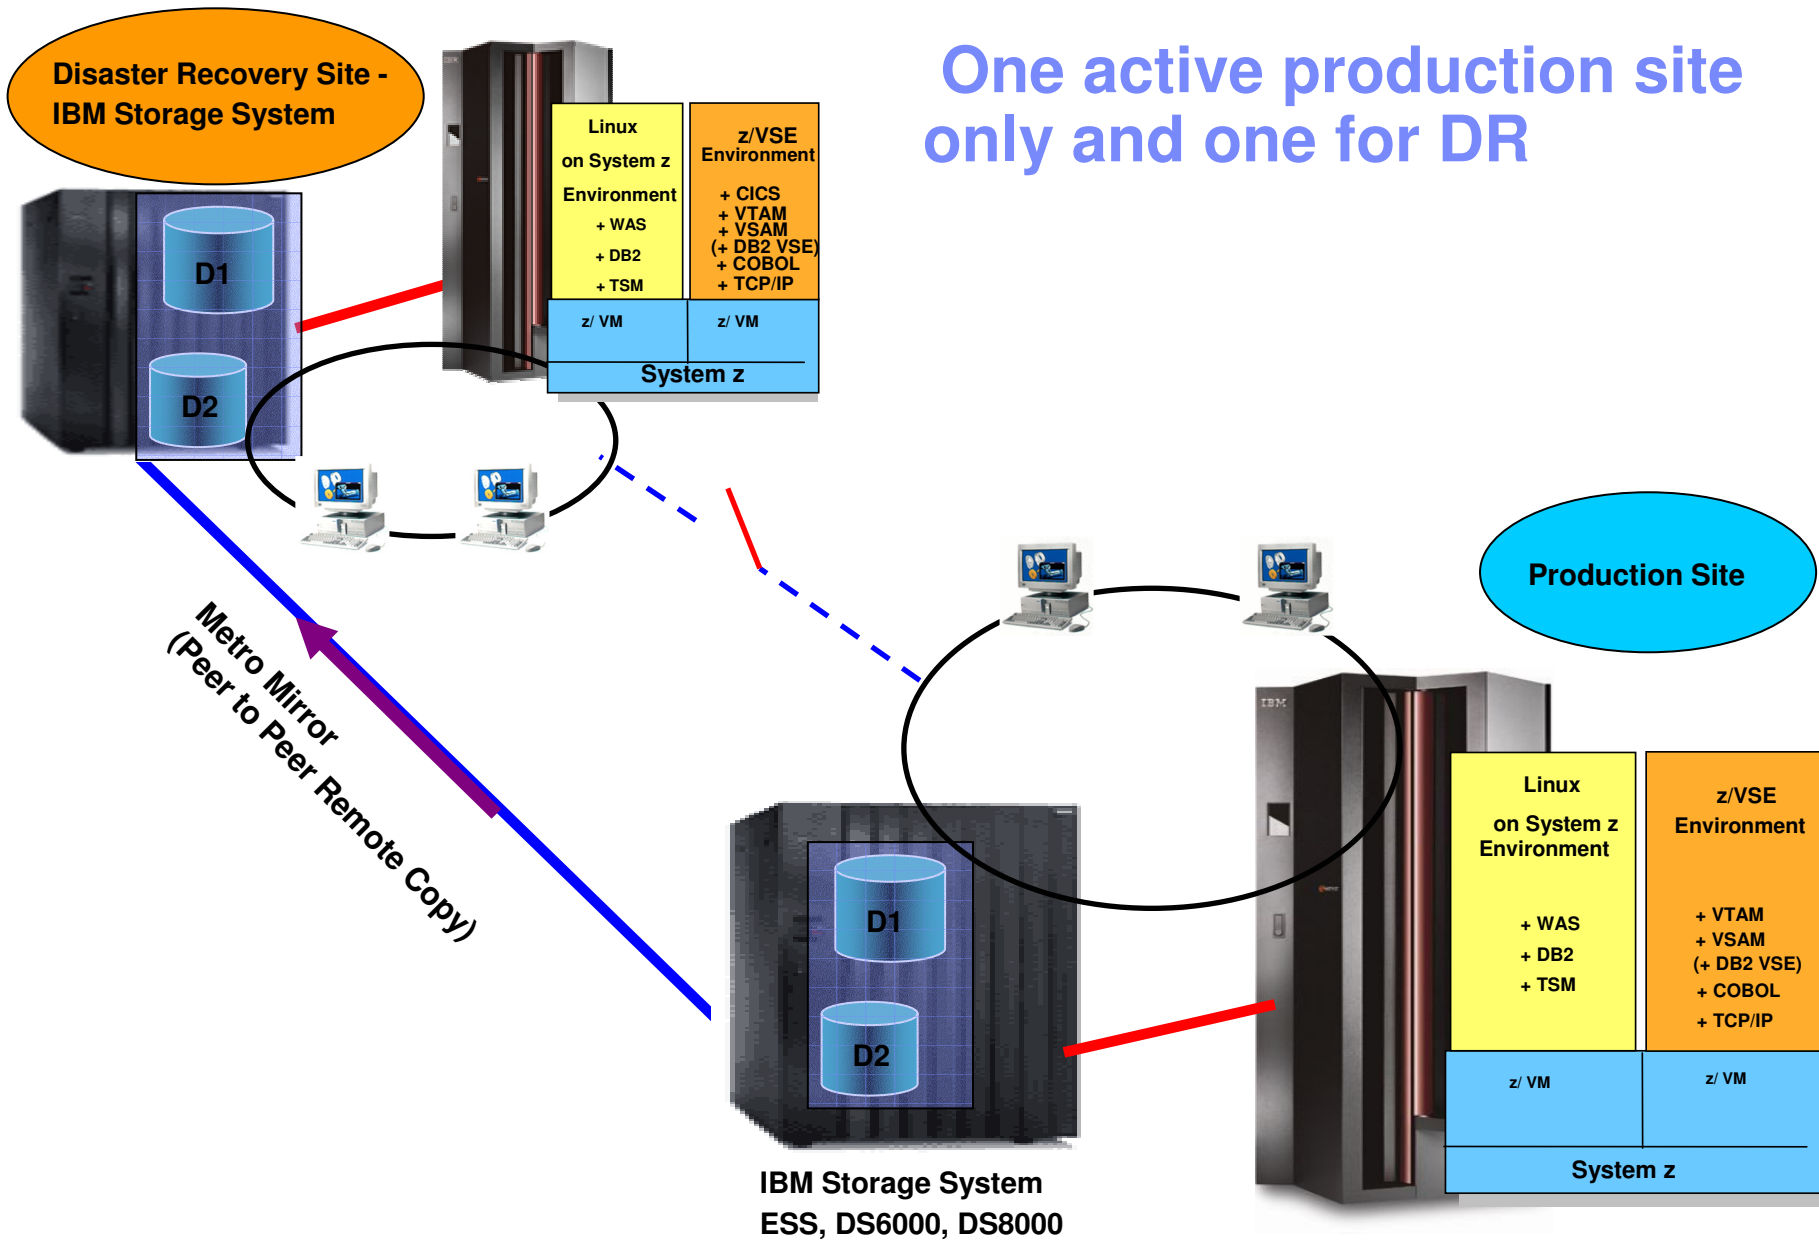 One active production site
only and one for DR
Disaster Recovery Site -
IBM Storage System
Linux
on System z
Environment
+ WAS
+ DB2
+ TSM
z/VSE
Environment
+ CICS
+ VTAM
+ VSAM
(+ DB2 VSE)
+ COBOL
+ TCP/IP
z/ VM
z/ VM
System z
D1
D2
Metro Mirror
(Peer to Peer Remote Copy)
Production Site
IBM
Linux
on System z
Environment
+ WAS
+ DB2
+ TSM
z/VSE
Environment
+ VTAM
+ VSAM
(+ DB2 VSE)
+ COBOL
+ TCP/IP
z/ VM
z/ VM
System z
D1
D2
IBM Storage System
ESS, DS6000, DS8000